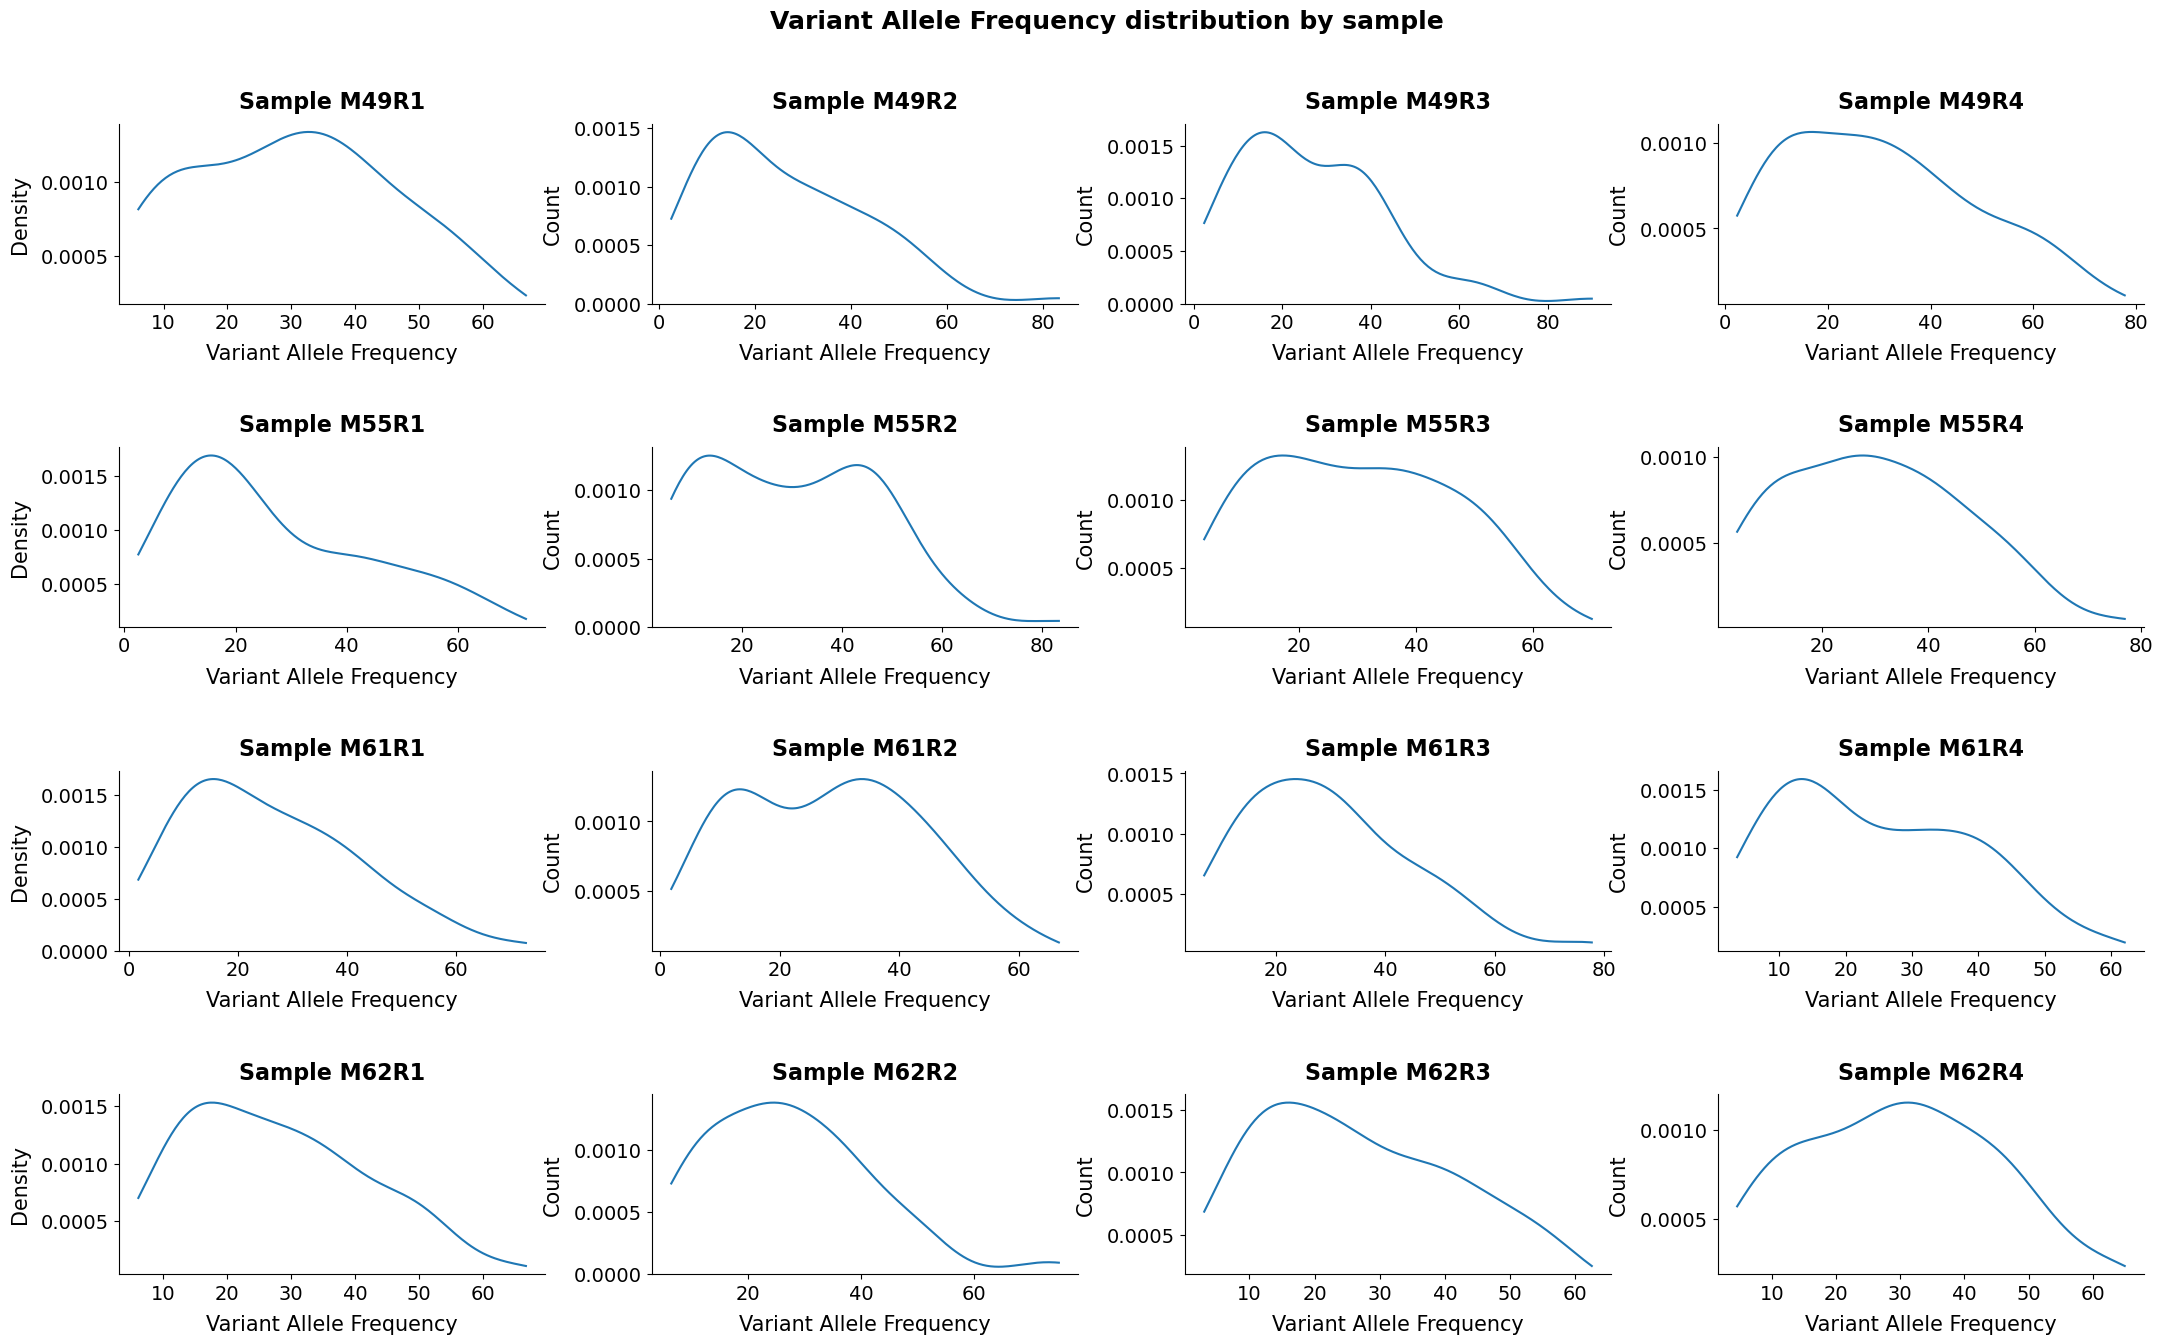 Variant Allele Frequency distribution by sample
Sample M49R1
Density
0.0010
0.0005
10 20 30 40 50 60
Variant Allele Frequency
Sample M49R2
Count
0.0015
0.0010
0.0005
0.0000
0 20 40 60 80
Variant Allele Frequency
Sample M49R3
Count
0.0015
0.0010
0.0005
0.0000
0 20 40 60 80
Variant Allele Frequency
Sample M49R4
Count
0.0010
0.0005
0 20 40 60 80
Variant Allele Frequency
Sample M55R1
Density
0.0015
0.0010
0.0005
0 20 40 60
Variant Allele Frequency
Sample M55R2
Count
0.0010
0.0005
0.0000
20 40 60 80
Variant Allele Frequency
Sample M55R3
Count
0.0010
0.0005
20 40 60
Variant Allele Frequency
Sample M55R4
Count
0.0010
0.0005
20 40 60 80
Variant Allele Frequency
Sample M61R1
Density
0.0015
0.0010
0.0005
0.0000
0 20 40 60
Variant Allele Frequency
Sample M61R2
Count
0.0010
0.0005
0 20 40 60
Variant Allele Frequency
Sample M61R3
Count
0.0015
0.0010
0.0005
20 40 60 80
Variant Allele Frequency
Sample M61R4
Count
0.0015
0.0010
0.0005
10 20 30 40 50 60
Variant Allele Frequency
Sample M62R1
Density
0.0015
0.0010
0.0005
10 20 30 40 50 60
Variant Allele Frequency
Sample M62R2
Count
0.0010
0.0005
0.0000
20 40 60
Variant Allele Frequency
Sample M62R3
Count
0.0015
0.0010
0.0005
10 20 30 40 50 60
Variant Allele Frequency
Sample M62R4
Count
0.0010
0.0005
10 20 30 40 50 60
Variant Allele Frequency